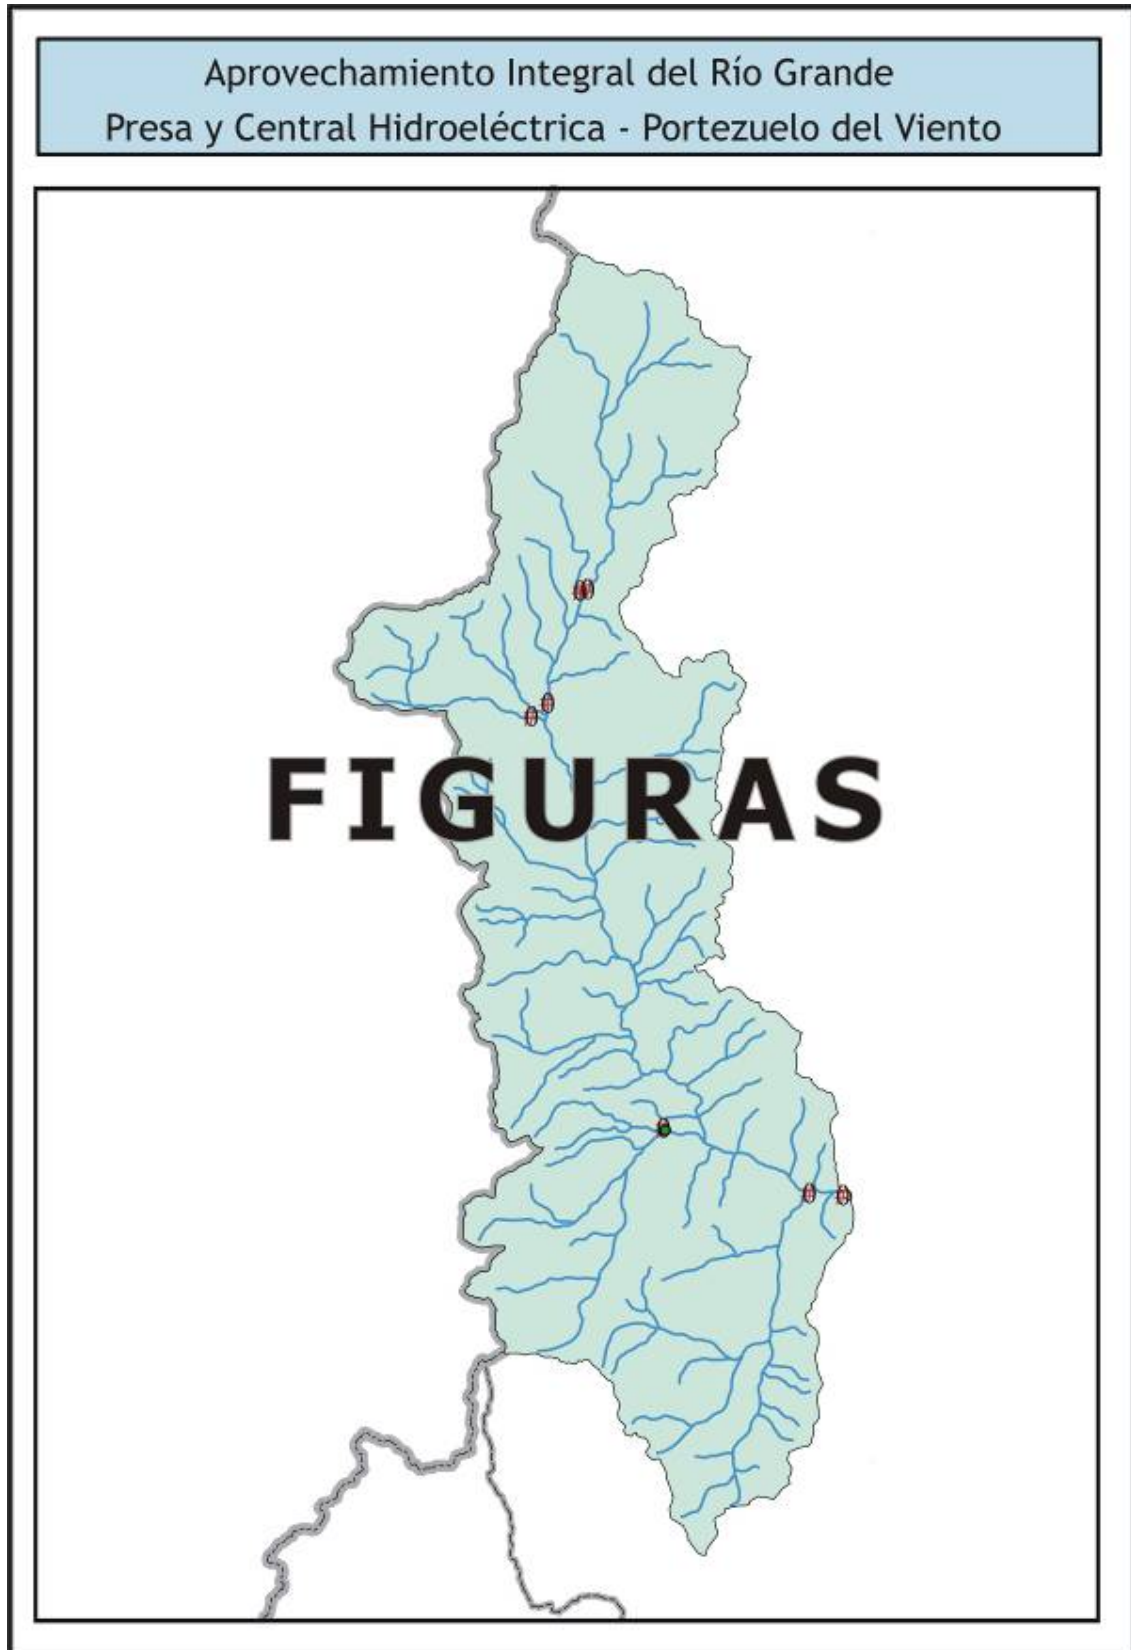 Aprovechamiento Integral del Río Grande
Presa y Central Hidroeléctrica - Portezuelo del Viento
FIGURAS